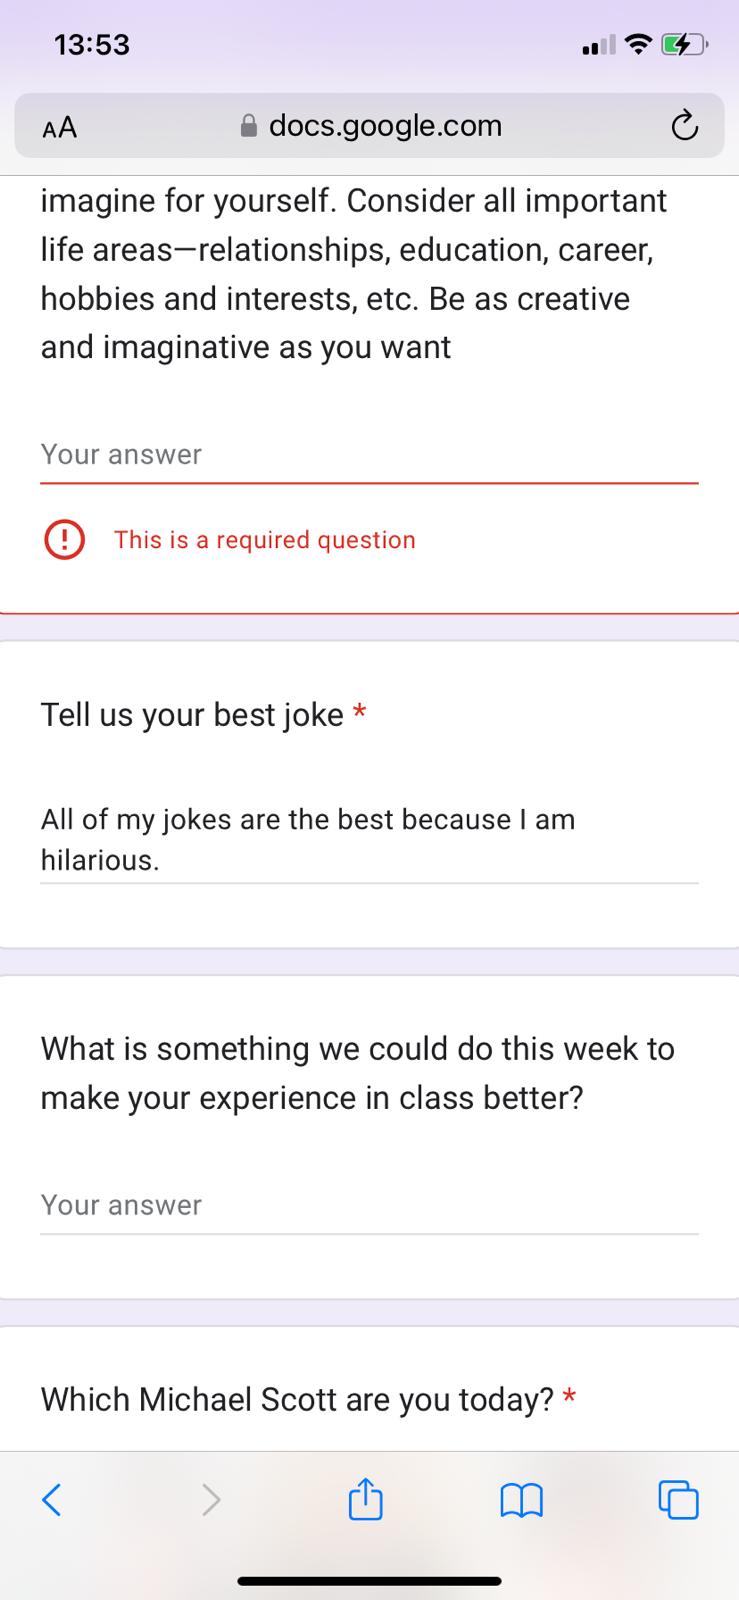 13:53
AA
docs.google.com
imagine for yourself. Consider all important
life areas—relationships, education, career,
hobbies and interests, etc. Be as creative
and imaginative as you want
Your answer
This is a required question
Tell us your best joke *
All of my jokes are the best because I am
hilarious.
What is something we could do this week to
make your experience in class better?
Your answer
Which Michael Scott are you today? *